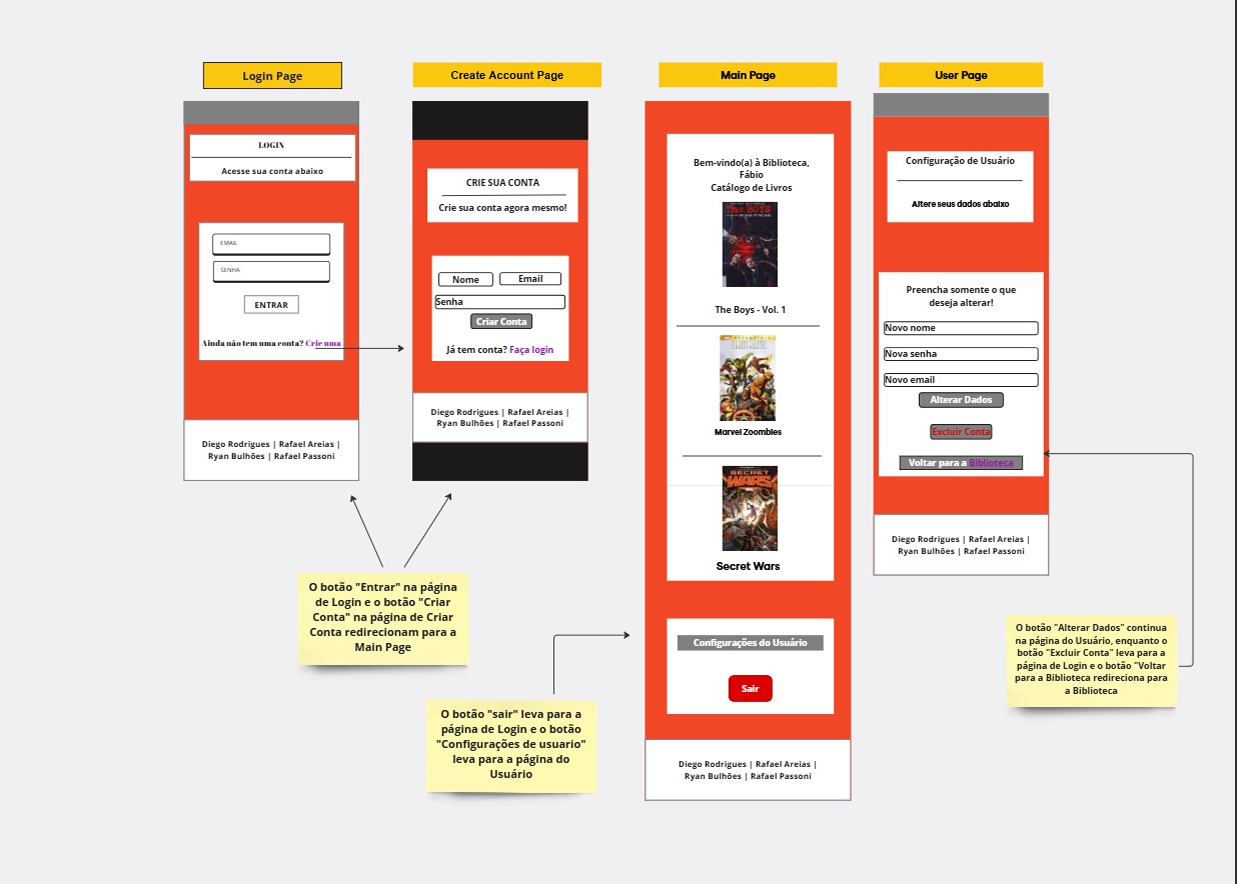 Login Page
LOGIN
Acesse sua conta abaixo
EMAIL
SENHA
ENTRAR
Ainda não tem uma conta? Crie uma
Diego Rodrigues | Rafael Areias |
Ryan Bulhões | Rafael Passoni
Create Account Page
CRIE SUA CONTA
Crie sua conta agora mesmo!
Nome
Email
Senha
Criar Conta
Já tem conta? Faça login
Diego Rodrigues | Rafael Areias |
Ryan Bulhões | Rafael Passoni
Main Page
Bem-vindo(a) à Biblioteca,
Fábio
Catálogo de Livros
The BOYS
The Boys - Vol. 1
Marvel Zoombies
SECRET
WARS
Secret Wars
Configurações do Usuário
Sair
Diego Rodrigues | Rafael Areias |
Ryan Bulhões | Rafael Passoni
User Page
Configuração de Usuário
Altere seus dados abaixo
Preencha somente o que
deseja alterar!
Novo nome
Nova senha
Novo email
Alterar Dados
Excluir Conta
Voltar para a Biblioteca
Diego Rodrigues | Rafael Areias |
Ryan Bulhões | Rafael Passoni
O botão "Entrar" na página
de Login e o botão "Criar
Conta" na página de Criar
Conta redirecionam para a
Main Page
O botão "sair" leva para a
página de Login e o botão
"Configurações de usuario"
leva para a página do
Usuário
O botão "Alterar Dados" continua
na página do Usuário, enquanto o
botão "Excluir Conta" leva para a
página de Login e o botão "Voltar
para a Biblioteca redireciona para
a Biblioteca